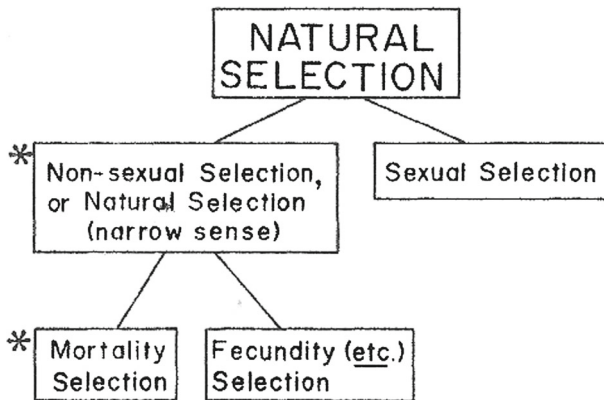 NATURAL
SELECTION
* Non-sexual Selection,
or Natural Selection
(narrow sense)
Sexual Selection
* Mortality
Selection
Fecundity (etc.)
Selection